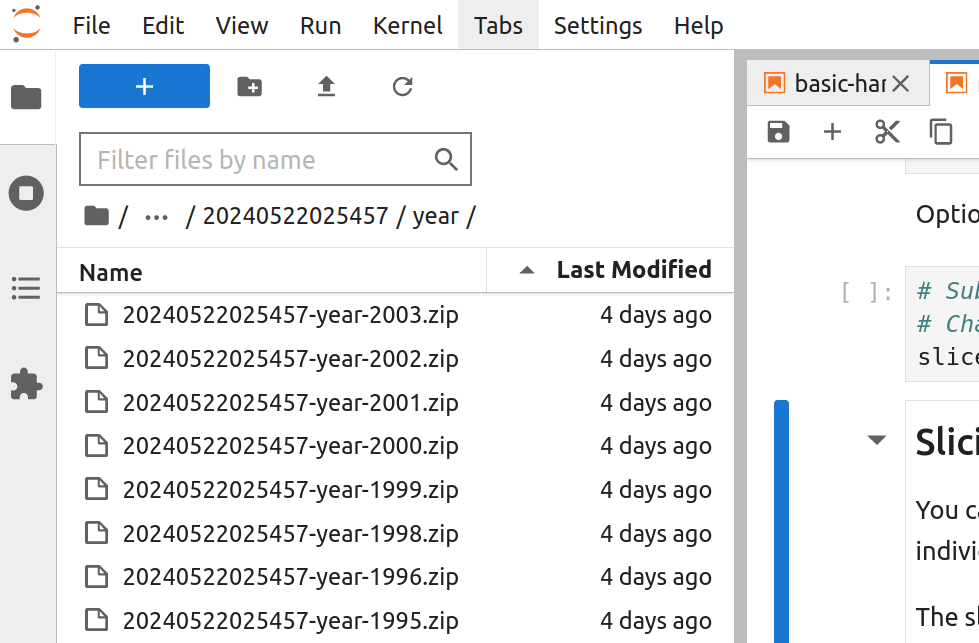 File Edit View Run Kernel Tabs Settings Help
basic-har
Filter files by name
/ ... / 20240522025457 / year /
Name Last Modified
20240522025457-year-2003.zip 4 days ago
20240522025457-year-2002.zip 4 days ago
20240522025457-year-2001.zip 4 days ago
20240522025457-year-2000.zip 4 days ago
20240522025457-year-1999.zip 4 days ago
20240522025457-year-1998.zip 4 days ago
20240522025457-year-1996.zip 4 days ago
20240522025457-year-1995.zip 4 days ago
Optio
[ ]: # Sub
# Cha
slice
Slici
You ca
indivi
The sl